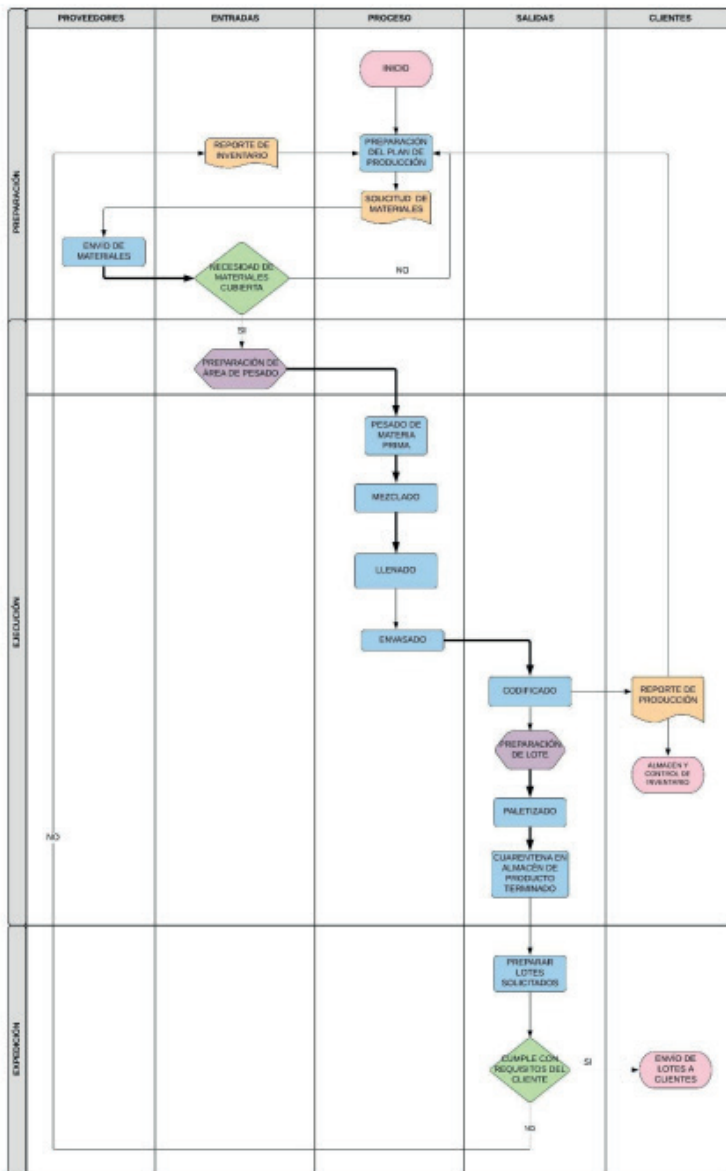 PROVEEDORES
ENTRADAS
PROCESO
SALIDAS
CLIENTES
PREPARACIÓN
INICIO
REPORTE DE
INVENTARIO
PREPARACIÓN
DEL PLAN DE
PRODUCCIÓN
SOLICITUD DE
MATERIALES
ENVIO DE
MATERIALES
NECESIDAD DE
MATERIALES
CUBIERTA
NO
SI
EJECUCIÓN
PREPARACIÓN DE
ÁREA DE PESADO
PESADO DE
MATERIA
PRIMA
MEZCLADO
LLENADO
ENVASADO
CODIFICADO
REPORTE DE
PRODUCCIÓN
PREPARACIÓN
DE LOTE
ALMACÉN Y
CONTROL DE
INVENTARIO
PALETIZADO
NO
CUARENTENA EN
ALMACÉN DE
PRODUCTO
TERMINADO
EXPEDICIÓN
PREPARAR
LOTES
SOLICITADOS
CUMPLE CON
REQUISITOS DEL
CLIENTE
SI
ENVIO DE
LOTES A
CLIENTES
NO